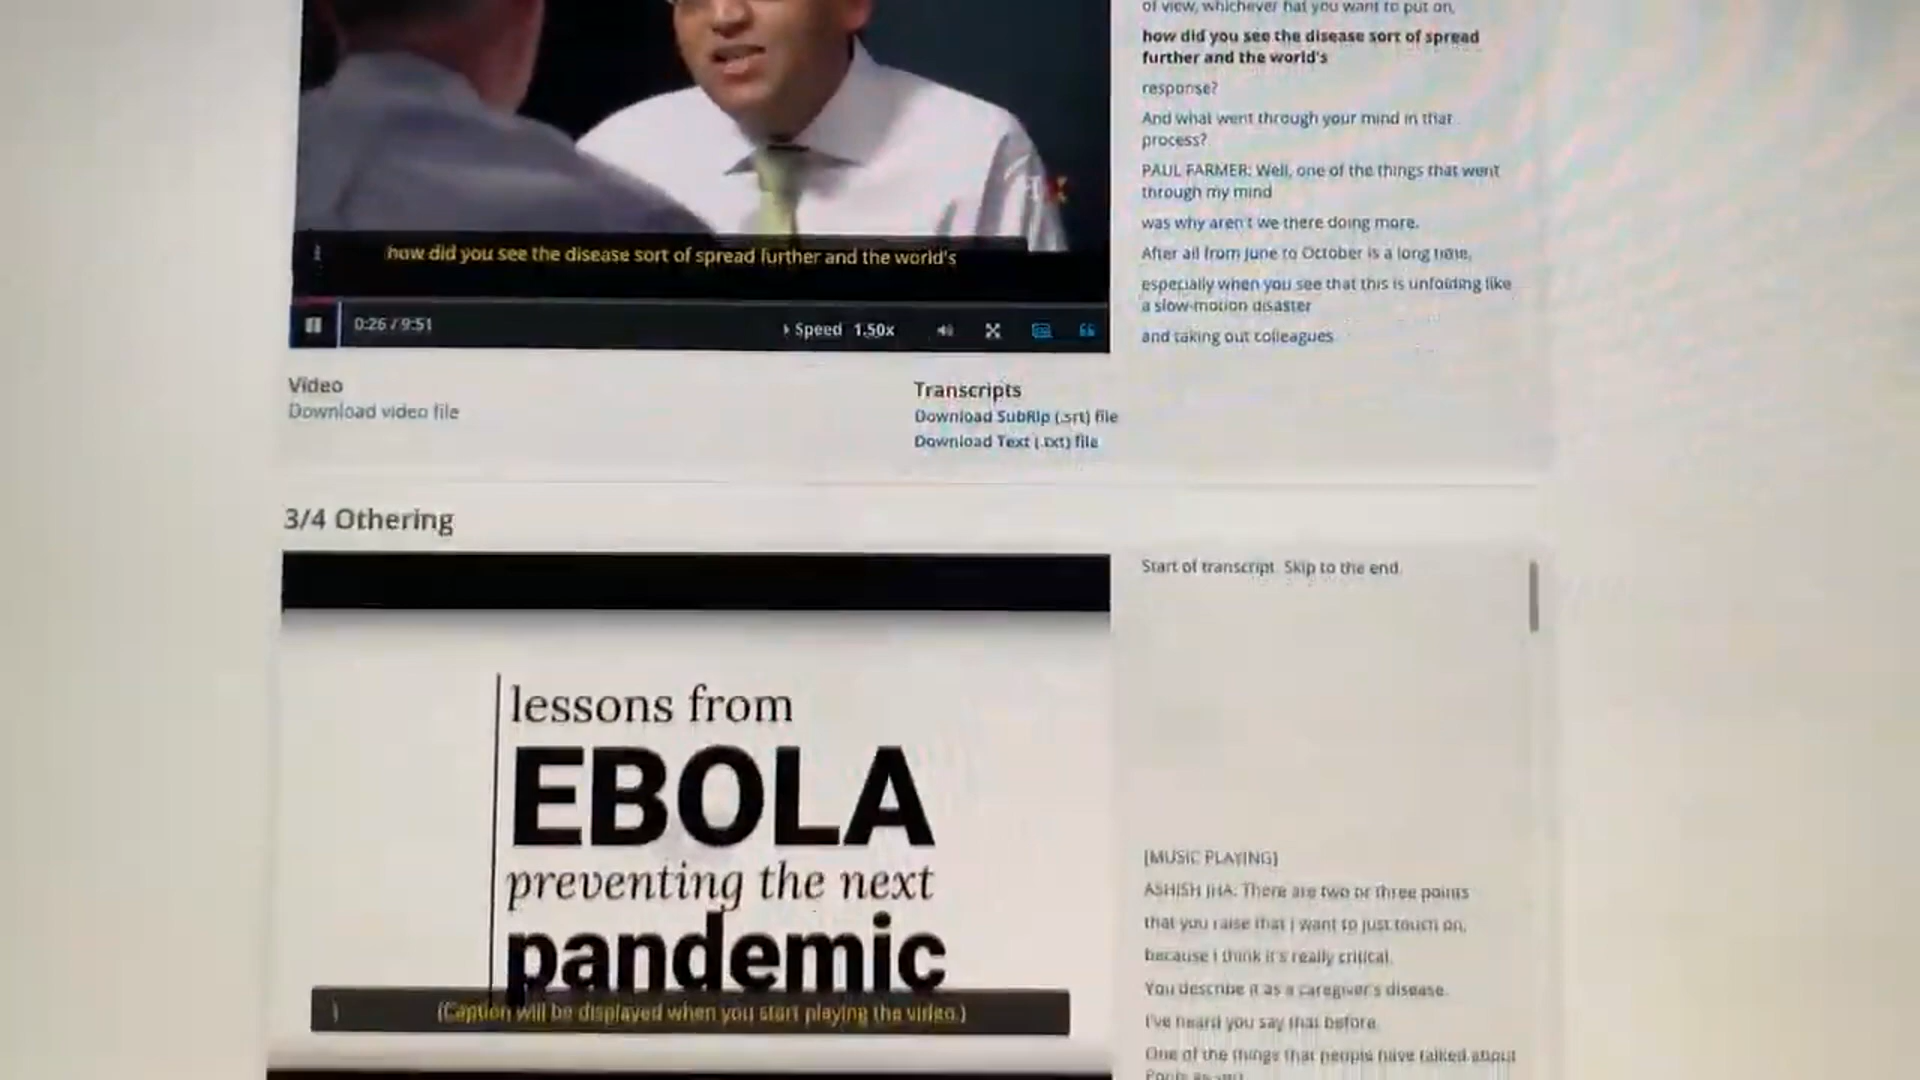 of view, whichever hat you want to put on,
how did you see the disease sort of spread
further and the world's
response?
And what went through your mind in that
process?
PAUL FARMER: Well, one of the things that went
through my mind
was why aren't we there doing more.
After all from June to October is a long time,
especially when you see that this is unfolding like
a slow-motion disaster
and taking out colleagues
how did you see the disease sort of spread further and the world's
0:26 / 9:51
Speed 1.50x
Video
Download video file
Transcripts
Download SubRip (.srt) file
Download Text (.txt) file
3/4 Othering
lessons from
EBOLA
preventing the next
pandemic
(Caption will be displayed when you start playing the video.)
Start of transcript. Skip to the end.
[MUSIC PLAYING]
ASHISH JHA: There are two or three points
that you raise that I want to just touch on,
because I think it's really critical.
You describe it as a caregiver's disease.
I've heard you say that before.
One of the things that people have talked about